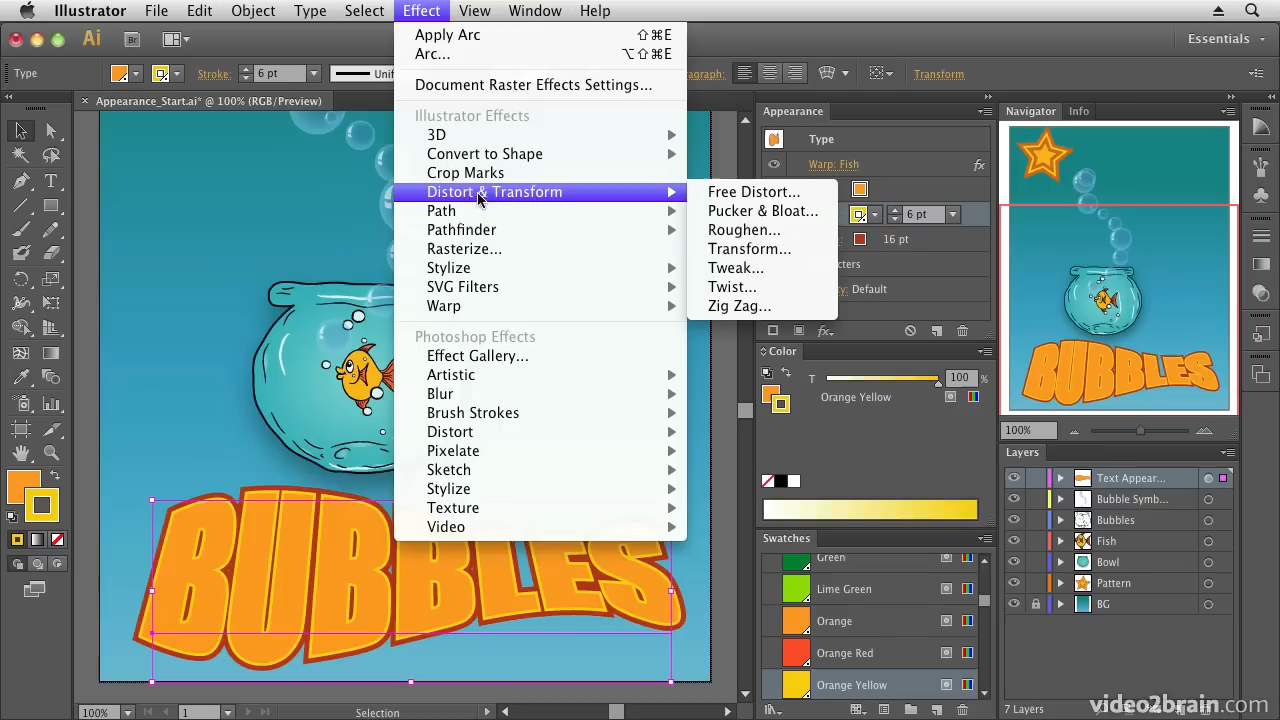 Illustrator File Edit Object Type Select Effect View Window Help
Ai Br Essentials
Type Stroke: 6 pt Transform
Appearance_Start.ai* @ 100% (RGB/Preview)
Apply Arc ⇧⌘E
Arc... ⌥⇧⌘E
Document Raster Effects Settings...
Illustrator Effects
3D
Convert to Shape
Crop Marks
Distort & Transform
Path
Pathfinder
Rasterize...
Stylize
SVG Filters
Warp
Photoshop Effects
Effect Gallery...
Artistic
Blur
Brush Strokes
Distort
Pixelate
Sketch
Stylize
Texture
Video
Free Distort...
Pucker & Bloat...
Roughen...
Transform...
Tweak...
Twist...
Zig Zag...
Appearance
Type
Warp: Fish fx
6 pt
16 pt
Default
fx
Color
T 100 %
Orange Yellow
Swatches
Green
Lime Green
Orange
Orange Red
Orange Yellow
Navigator Info
BUBBLES
100%
Layers
Text Appear...
Bubble Symb...
Bubbles
Fish
Bowl
Pattern
BG
7 Layers
BUBBLES
100% 1 Selection
video2brain.com